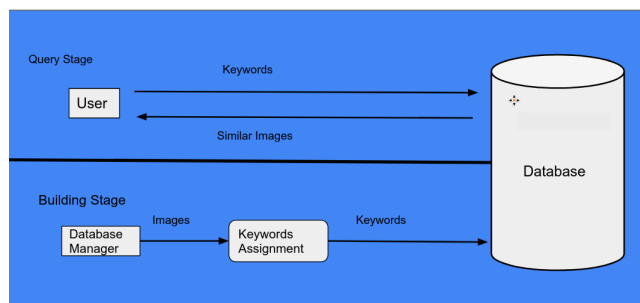 Query Stage
Keywords
User
Similar Images
Database
Building Stage
Images
Keywords
Database
Manager
Keywords
Assignment